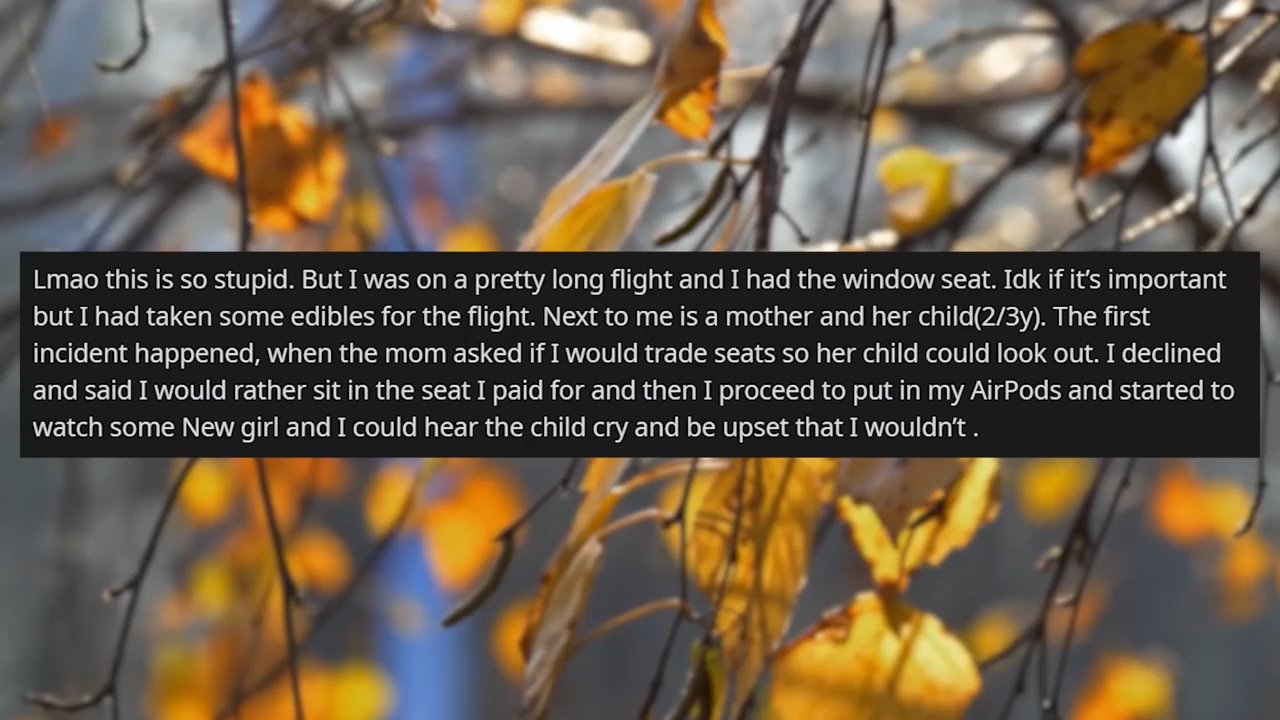 Lmao this is so stupid. But I was on a pretty long flight and I had the window seat. Idk if it’s important
but I had taken some edibles for the flight. Next to me is a mother and her child(2/3y). The first
incident happened, when the mom asked if I would trade seats so her child could look out. I declined
and said I would rather sit in the seat I paid for and then I proceed to put in my AirPods and started to
watch some New girl and I could hear the child cry and be upset that I wouldn’t .